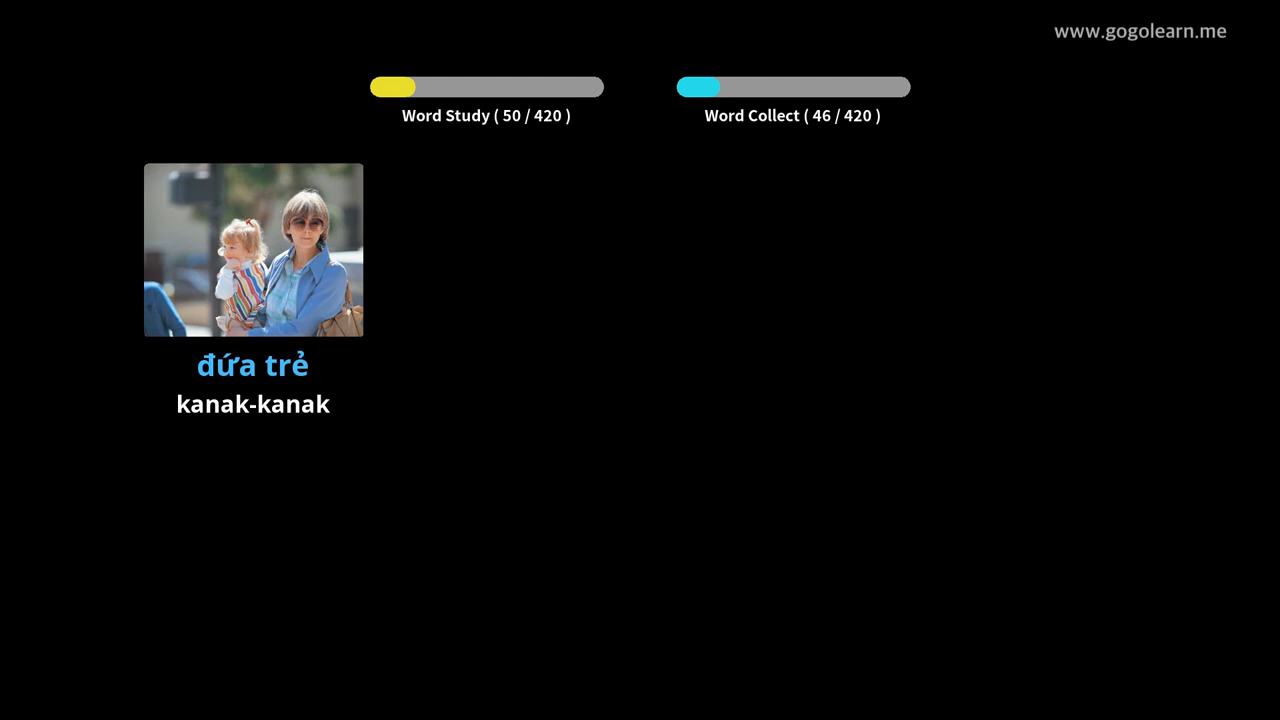 www.gogolearn.me
Word Study ( 50 / 420 )
Word Collect ( 46 / 420 )
đứa trẻ
kanak-kanak